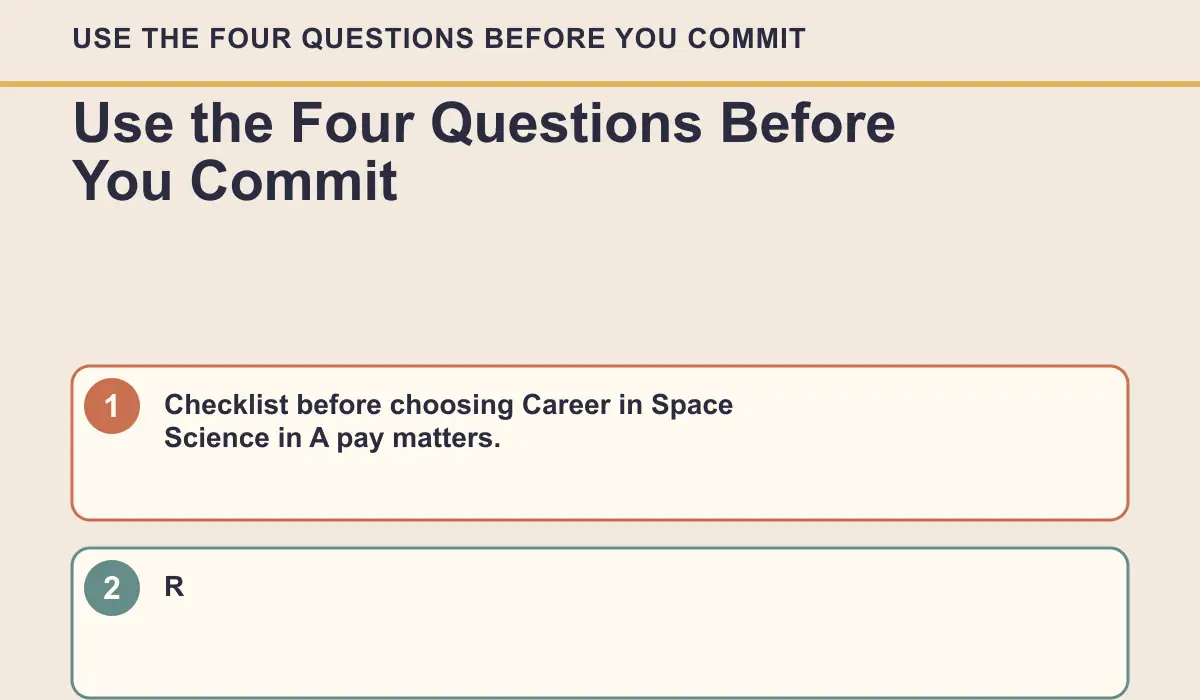 USE THE FOUR QUESTIONS BEFORE YOU COMMIT
Use the Four Questions Before
You Commit
1
Checklist before choosing Career in Space
Science in A pay matters.
2
R